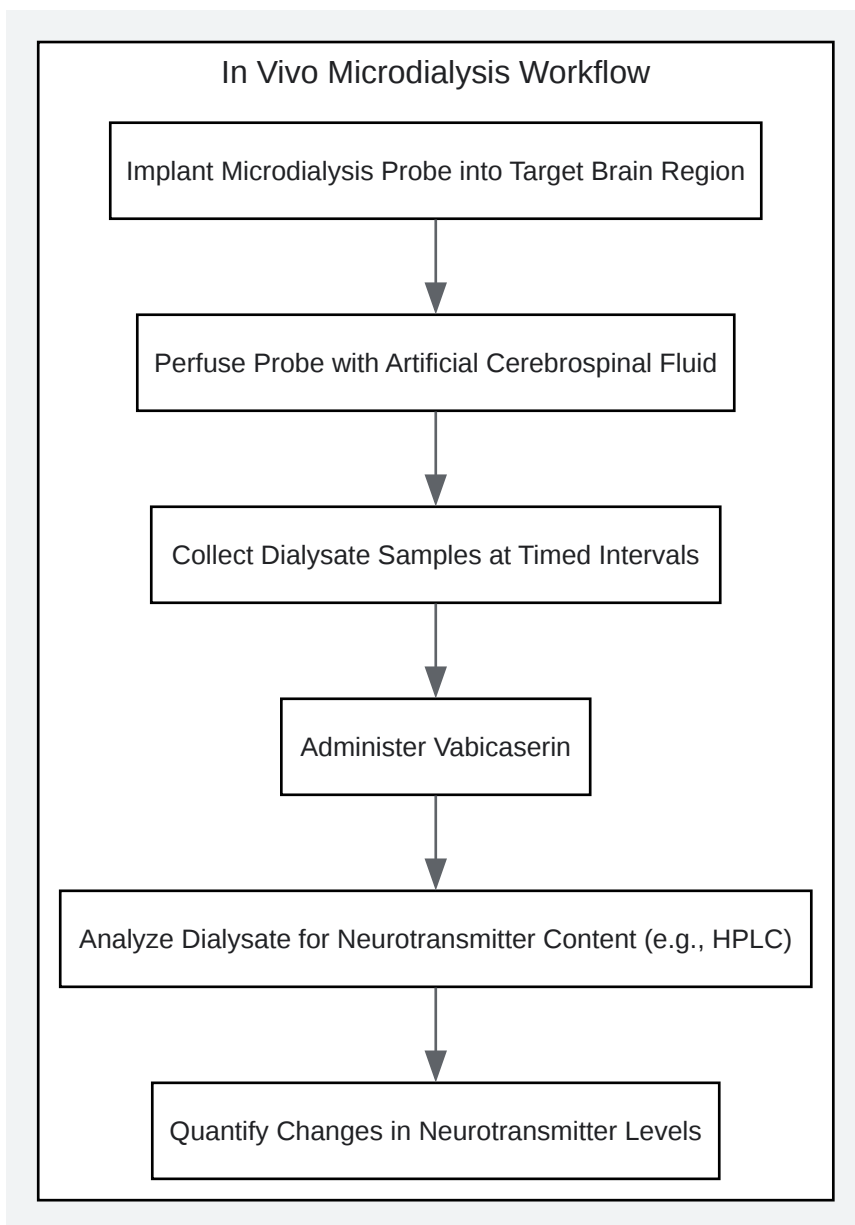 In Vivo Microdialysis Workflow
Implant Microdialysis Probe into Target Brain Region
Perfuse Probe with Artificial Cerebrospinal Fluid
Collect Dialysate Samples at Timed Intervals
Administer Vabicaserin
Analyze Dialysate for Neurotransmitter Content (e.g., HPLC)
Quantify Changes in Neurotransmitter Levels